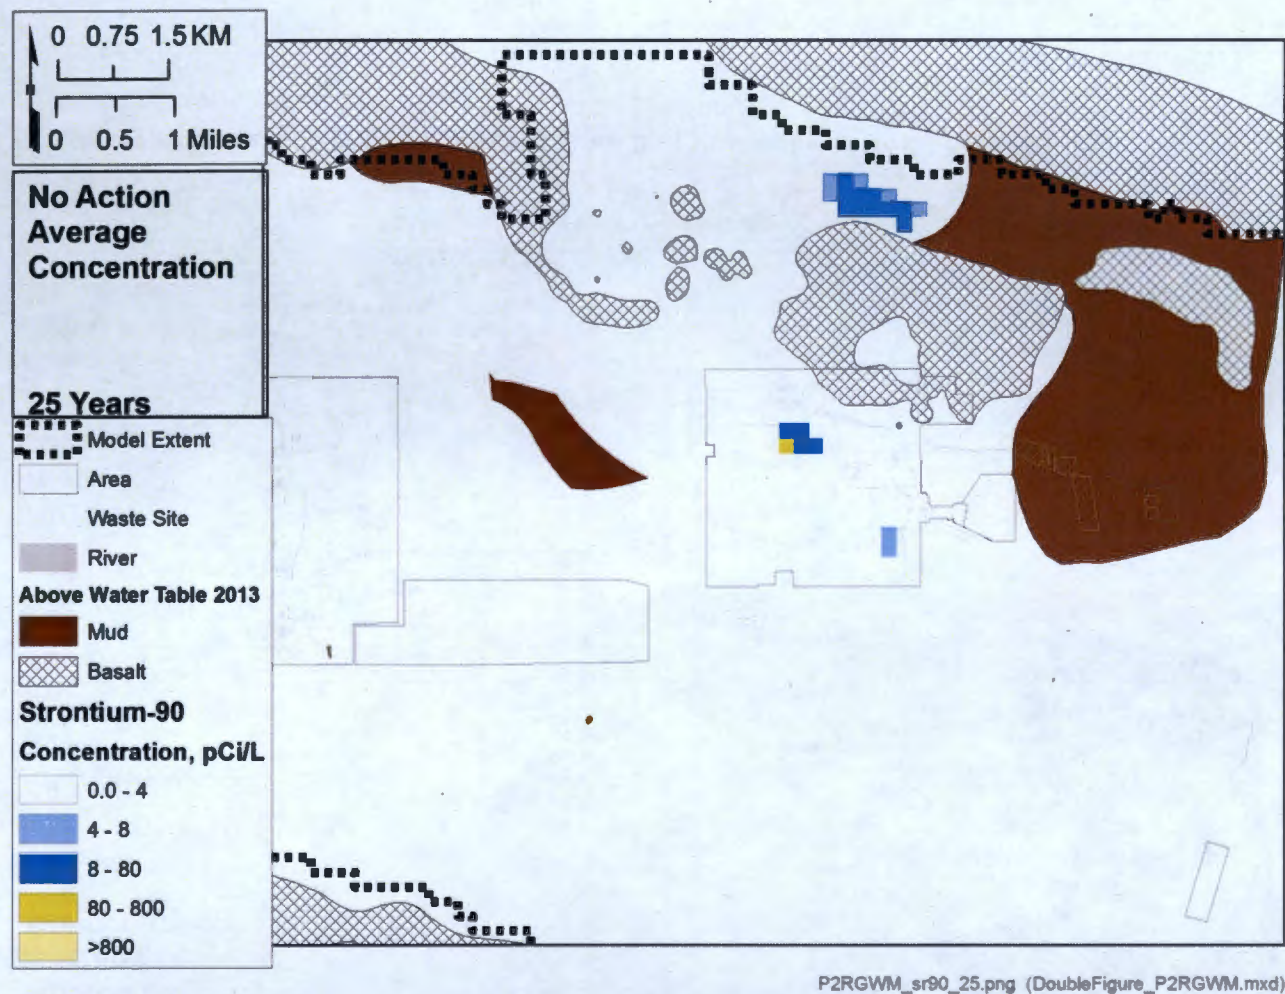 0 0.75 1.5 KM
0 0.5 1 Miles
No Action
Average
Concentration
25 Years
Model Extent
Area
Waste Site
River
Above Water Table 2013
Mud
Basalt
Strontium-90
Concentration, pCi/L
0.0 - 4
4 - 8
8 - 80
80 - 800
>800
P2RGWM_sr90_25.png (DoubleFigure_P2RGWM.mxd)